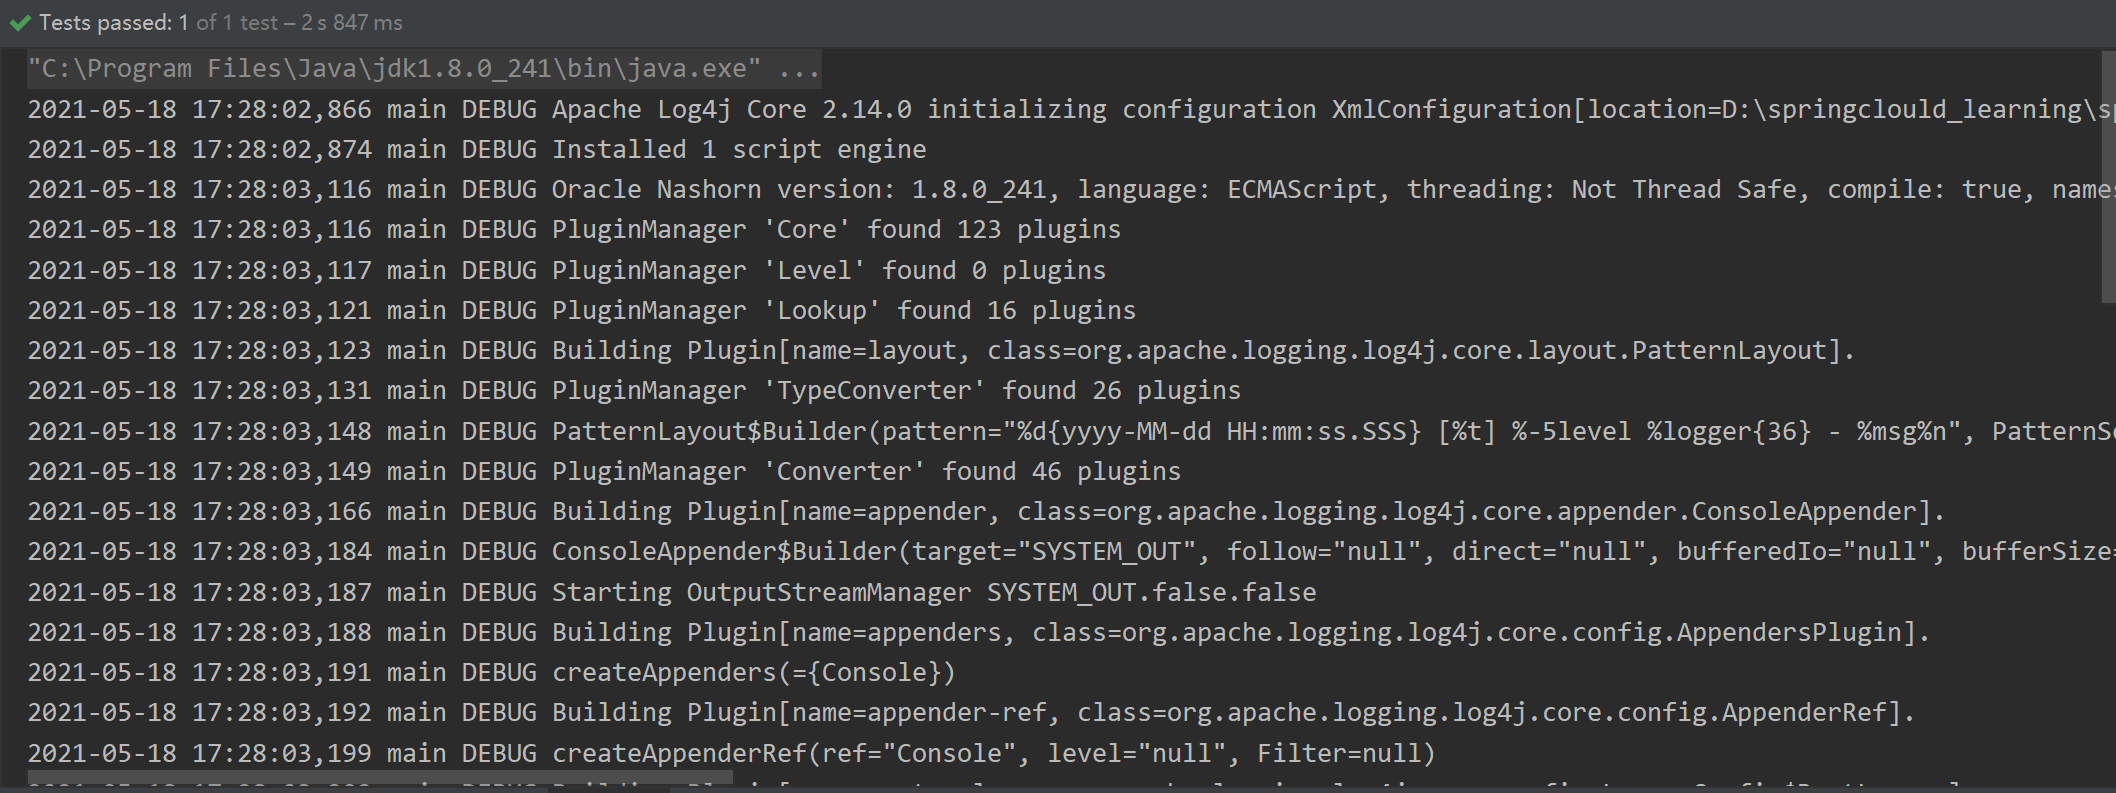 Tests passed: 1 of 1 test – 2 s 847 ms
"C:\Program Files\Java\jdk1.8.0_241\bin\java.exe" ...
2021-05-18 17:28:02,866 main DEBUG Apache Log4j Core 2.14.0 initializing configuration XmlConfiguration[location=D:\springclould_learning\sp
2021-05-18 17:28:02,874 main DEBUG Installed 1 script engine
2021-05-18 17:28:03,116 main DEBUG Oracle Nashorn version: 1.8.0_241, language: ECMAScript, threading: Not Thread Safe, compile: true, names
2021-05-18 17:28:03,116 main DEBUG PluginManager 'Core' found 123 plugins
2021-05-18 17:28:03,117 main DEBUG PluginManager 'Level' found 0 plugins
2021-05-18 17:28:03,121 main DEBUG PluginManager 'Lookup' found 16 plugins
2021-05-18 17:28:03,123 main DEBUG Building Plugin[name=layout, class=org.apache.logging.log4j.core.layout.PatternLayout].
2021-05-18 17:28:03,131 main DEBUG PluginManager 'TypeConverter' found 26 plugins
2021-05-18 17:28:03,148 main DEBUG PatternLayout$Builder(pattern="%d{yyyy-MM-dd HH:mm:ss.SSS} [%t] %-5level %logger{36} - %msg%n", PatternSe
2021-05-18 17:28:03,149 main DEBUG PluginManager 'Converter' found 46 plugins
2021-05-18 17:28:03,166 main DEBUG Building Plugin[name=appender, class=org.apache.logging.log4j.core.appender.ConsoleAppender].
2021-05-18 17:28:03,184 main DEBUG ConsoleAppender$Builder(target="SYSTEM_OUT", follow="null", direct="null", bufferedIo="null", bufferSize=
2021-05-18 17:28:03,187 main DEBUG Starting OutputStreamManager SYSTEM_OUT.false.false
2021-05-18 17:28:03,188 main DEBUG Building Plugin[name=appenders, class=org.apache.logging.log4j.core.config.AppendersPlugin].
2021-05-18 17:28:03,191 main DEBUG createAppenders(={Console})
2021-05-18 17:28:03,192 main DEBUG Building Plugin[name=appender-ref, class=org.apache.logging.log4j.core.config.AppenderRef].
2021-05-18 17:28:03,199 main DEBUG createAppenderRef(ref="Console", level="null", Filter=null)